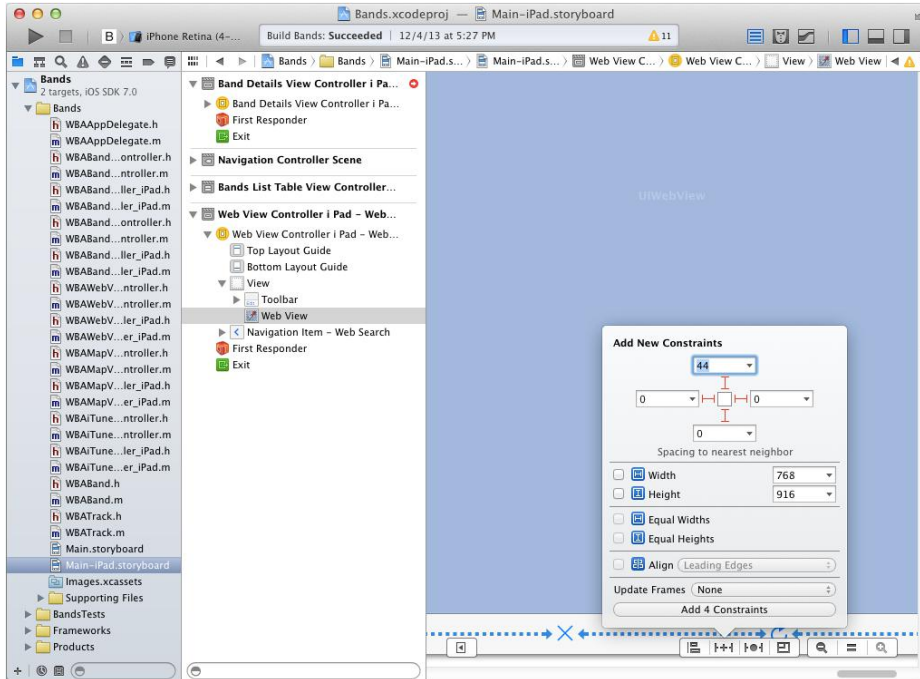 Bands.xcodeproj — Main-iPad.storyboard
B iPhone Retina (4-...
Build Bands: Succeeded | 12/4/13 at 5:27 PM
11
Bands
Bands
Main-iPad.s...
Main-iPad.s...
Web View C...
Web View C...
View
Web View
Bands
2 targets, iOS SDK 7.0
Bands
WBAAppDelegate.h
WBAAppDelegate.m
WBABand...ontroller.h
WBABand...ntroller.m
WBABand...ller_iPad.h
WBABand...ler_iPad.m
WBABand...ontroller.h
WBABand...ntroller.m
WBABand...ller_iPad.h
WBABand...ler_iPad.m
WBAWebV...ntroller.h
WBAWebV...ntroller.m
WBAWebV...ler_iPad.h
WBAWebV...er_iPad.m
WBAMapV...ntroller.h
WBAMapV...ntroller.m
WBAMapV...ler_iPad.h
WBAMapV...er_iPad.m
WBAiTune...ntroller.h
WBAiTune...ntroller.m
WBAiTune...ler_iPad.h
WBAiTune...er_iPad.m
WBABand.h
WBABand.m
WBATrack.h
WBATrack.m
Main.storyboard
Main-iPad.storyboard
Images.xcassets
Supporting Files
BandsTests
Frameworks
Products
Band Details View Controller i Pa...
Band Details View Controller i Pa...
First Responder
Exit
Navigation Controller Scene
Bands List Table View Controller...
Web View Controller i Pad – Web...
Web View Controller i Pad – Web...
Top Layout Guide
Bottom Layout Guide
View
Toolbar
Web View
Navigation Item – Web Search
First Responder
Exit
UIWebView
Add New Constraints
44
0 0
0
Spacing to nearest neighbor
Width 768
Height 916
Equal Widths
Equal Heights
Align Leading Edges
Update Frames None
Add 4 Constraints